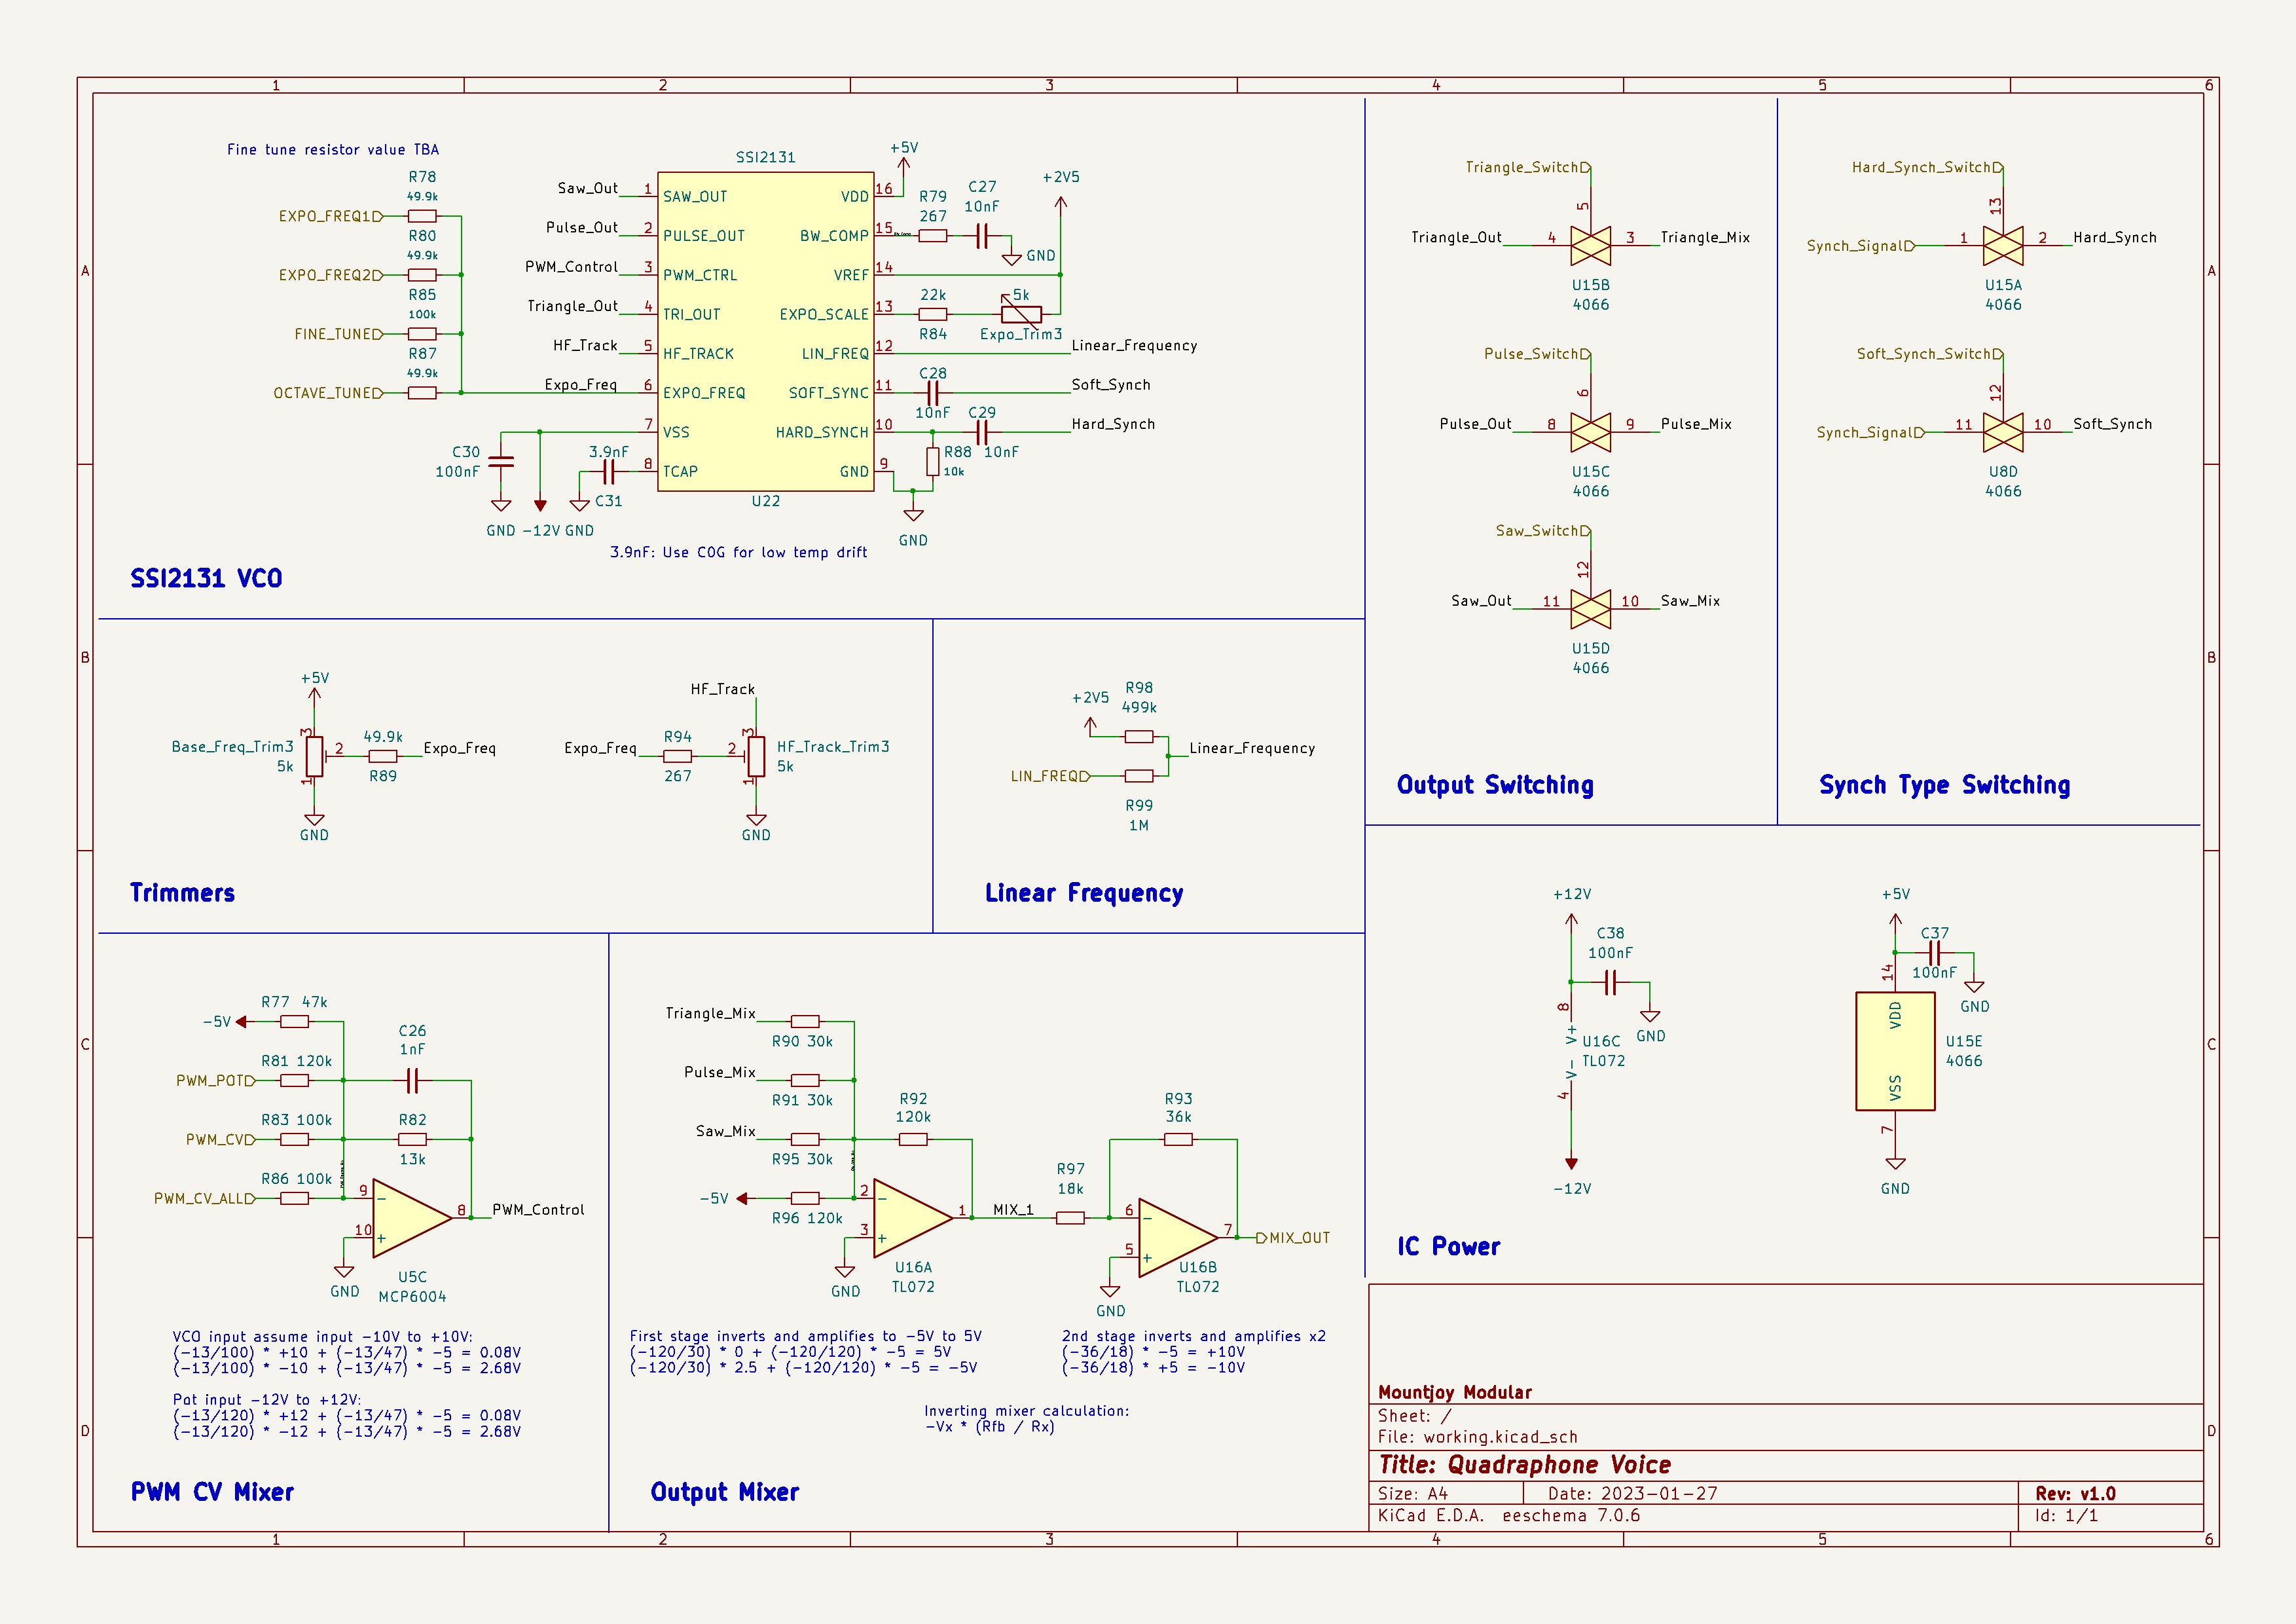 1 2 3 4 5 6
A A
B B
C C
D D
Fine tune resistor value TBA
R78
49.9k
EXPO_FREQ1
R80
49.9k
EXPO_FREQ2
R85
100k
FINE_TUNE
R87
49.9k
OCTAVE_TUNE
SSI2131
Saw_Out 1 SAW_OUT
Pulse_Out 2 PULSE_OUT
PWM_Control 3 PWM_CTRL
Triangle_Out 4 TRI_OUT
HF_Track 5 HF_TRACK
Expo_Freq 6 EXPO_FREQ
7 VSS
8 TCAP
VDD 16
BW_COMP 15
VREF 14
EXPO_SCALE 13
LIN_FREQ 12
SOFT_SYNC 11
HARD_SYNCH 10
GND 9
U22
+5V
R79
267
C27
10nF
GND
+2V5
22k
R84
5k
Expo_Trim3
Linear_Frequency
C28
10nF
Soft_Synch
C29
10nF
Hard_Synch
R88
10k
GND
C30
100nF
3.9nF
C31
GND -12V GND
3.9nF: Use COG for low temp drift
SSI2131 VCO
Triangle_Switch
5
Triangle_Out 4 3 Triangle_Mix
U15B
4066
Pulse_Switch
6
Pulse_Out 8 9 Pulse_Mix
U15C
4066
Saw_Switch
12
Saw_Out 11 10 Saw_Mix
U15D
4066
Output Switching
Hard_Synch_Switch
13
Synch_Signal 1 2 Hard_Synch
U15A
4066
Soft_Synch_Switch
12
Synch_Signal 11 10 Soft_Synch
U8D
4066
Synch Type Switching
+5V
3
Base_Freq_Trim3
5k
2
1
49.9k
R89
Expo_Freq
GND
HF_Track
3
Expo_Freq
R94
267
2
1
HF_Track_Trim3
5k
GND
Trimmers
+2V5
R98
499k
Linear_Frequency
LIN_FREQ
R99
1M
Linear Frequency
R77 47k
-5V
R81 120k
PWM_POT
R83 100k
PWM_CV
R86 100k
PWM_CV_ALL
C26
1nF
R82
13k
9 -
10 +
8
PWM_Control
GND
U5C
MCP6004
VCO input assume input -10V to +10V:
(-13/100) * +10 + (-13/47) * -5 = 0.08V
(-13/100) * -10 + (-13/47) * -5 = 2.68V
Pot input -12V to +12V:
(-13/120) * +12 + (-13/47) * -5 = 0.08V
(-13/120) * -12 + (-13/47) * -5 = 2.68V
PWM CV Mixer
Triangle_Mix
R90 30k
Pulse_Mix
R91 30k
Saw_Mix
R95 30k
-5V
R96 120k
R92
120k
2 -
3 +
1
GND
U16A
TL072
MIX_1
R97
18k
R93
36k
6 -
5 +
7
MIX_OUT
GND
U16B
TL072
First stage inverts and amplifies to -5V to 5V
(-120/30) * 0 + (-120/120) * -5 = 5V
(-120/30) * 2.5 + (-120/120) * -5 = -5V
2nd stage inverts and amplifies x2
(-36/18) * -5 = +10V
(-36/18) * +5 = -10V
Inverting mixer calculation:
-Vx * (Rfb / Rx)
Output Mixer
+12V
C38
100nF
GND
8
V+
V-
4
U16C
TL072
-12V
+5V
C37
100nF
GND
14
VDD
VSS
7
U15E
4066
GND
IC Power
Mountjoy Modular
Sheet: /
File: working.kicad_sch
Title: Quadraphone Voice
Size: A4 Date: 2023-01-27 Rev: v1.0
KiCad E.D.A. eeschema 7.0.6 Id: 1/1
1 2 3 4 5 6